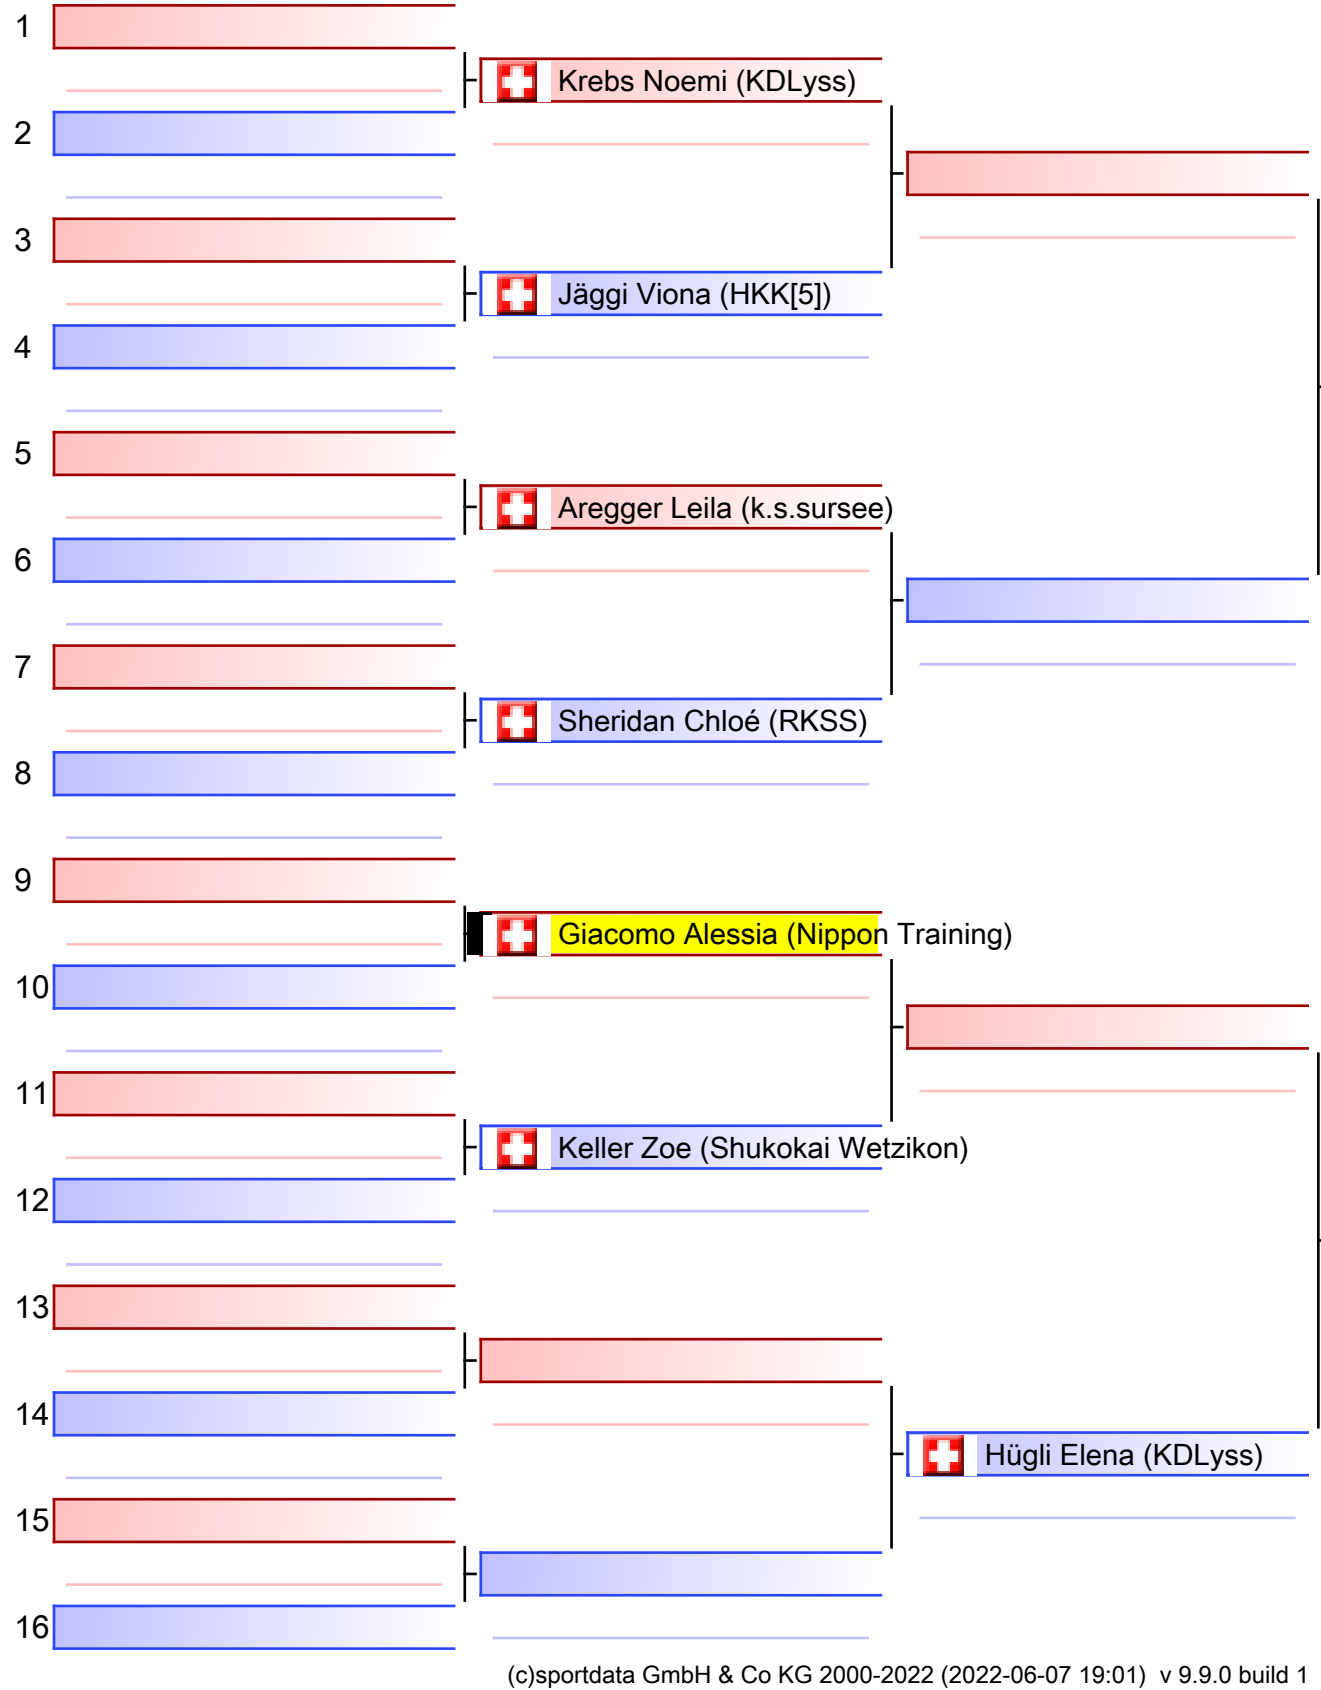 1
Krebs Noemi (KDLyss)
2
3
Jäggi Viona (HKK[5])
4
5
Aregger Leila (k.s.sursee)
6
7
Sheridan Chloé (RKSS)
8
9
Giacomo Alessia (Nippon Training)
10
11
Keller Zoe (Shukokai Wetzikon)
12
13
14
Hügli Elena (KDLyss)
15
16
(c)sportdata GmbH & Co KG 2000-2022 (2022-06-07 19:01) v 9.9.0 build 1